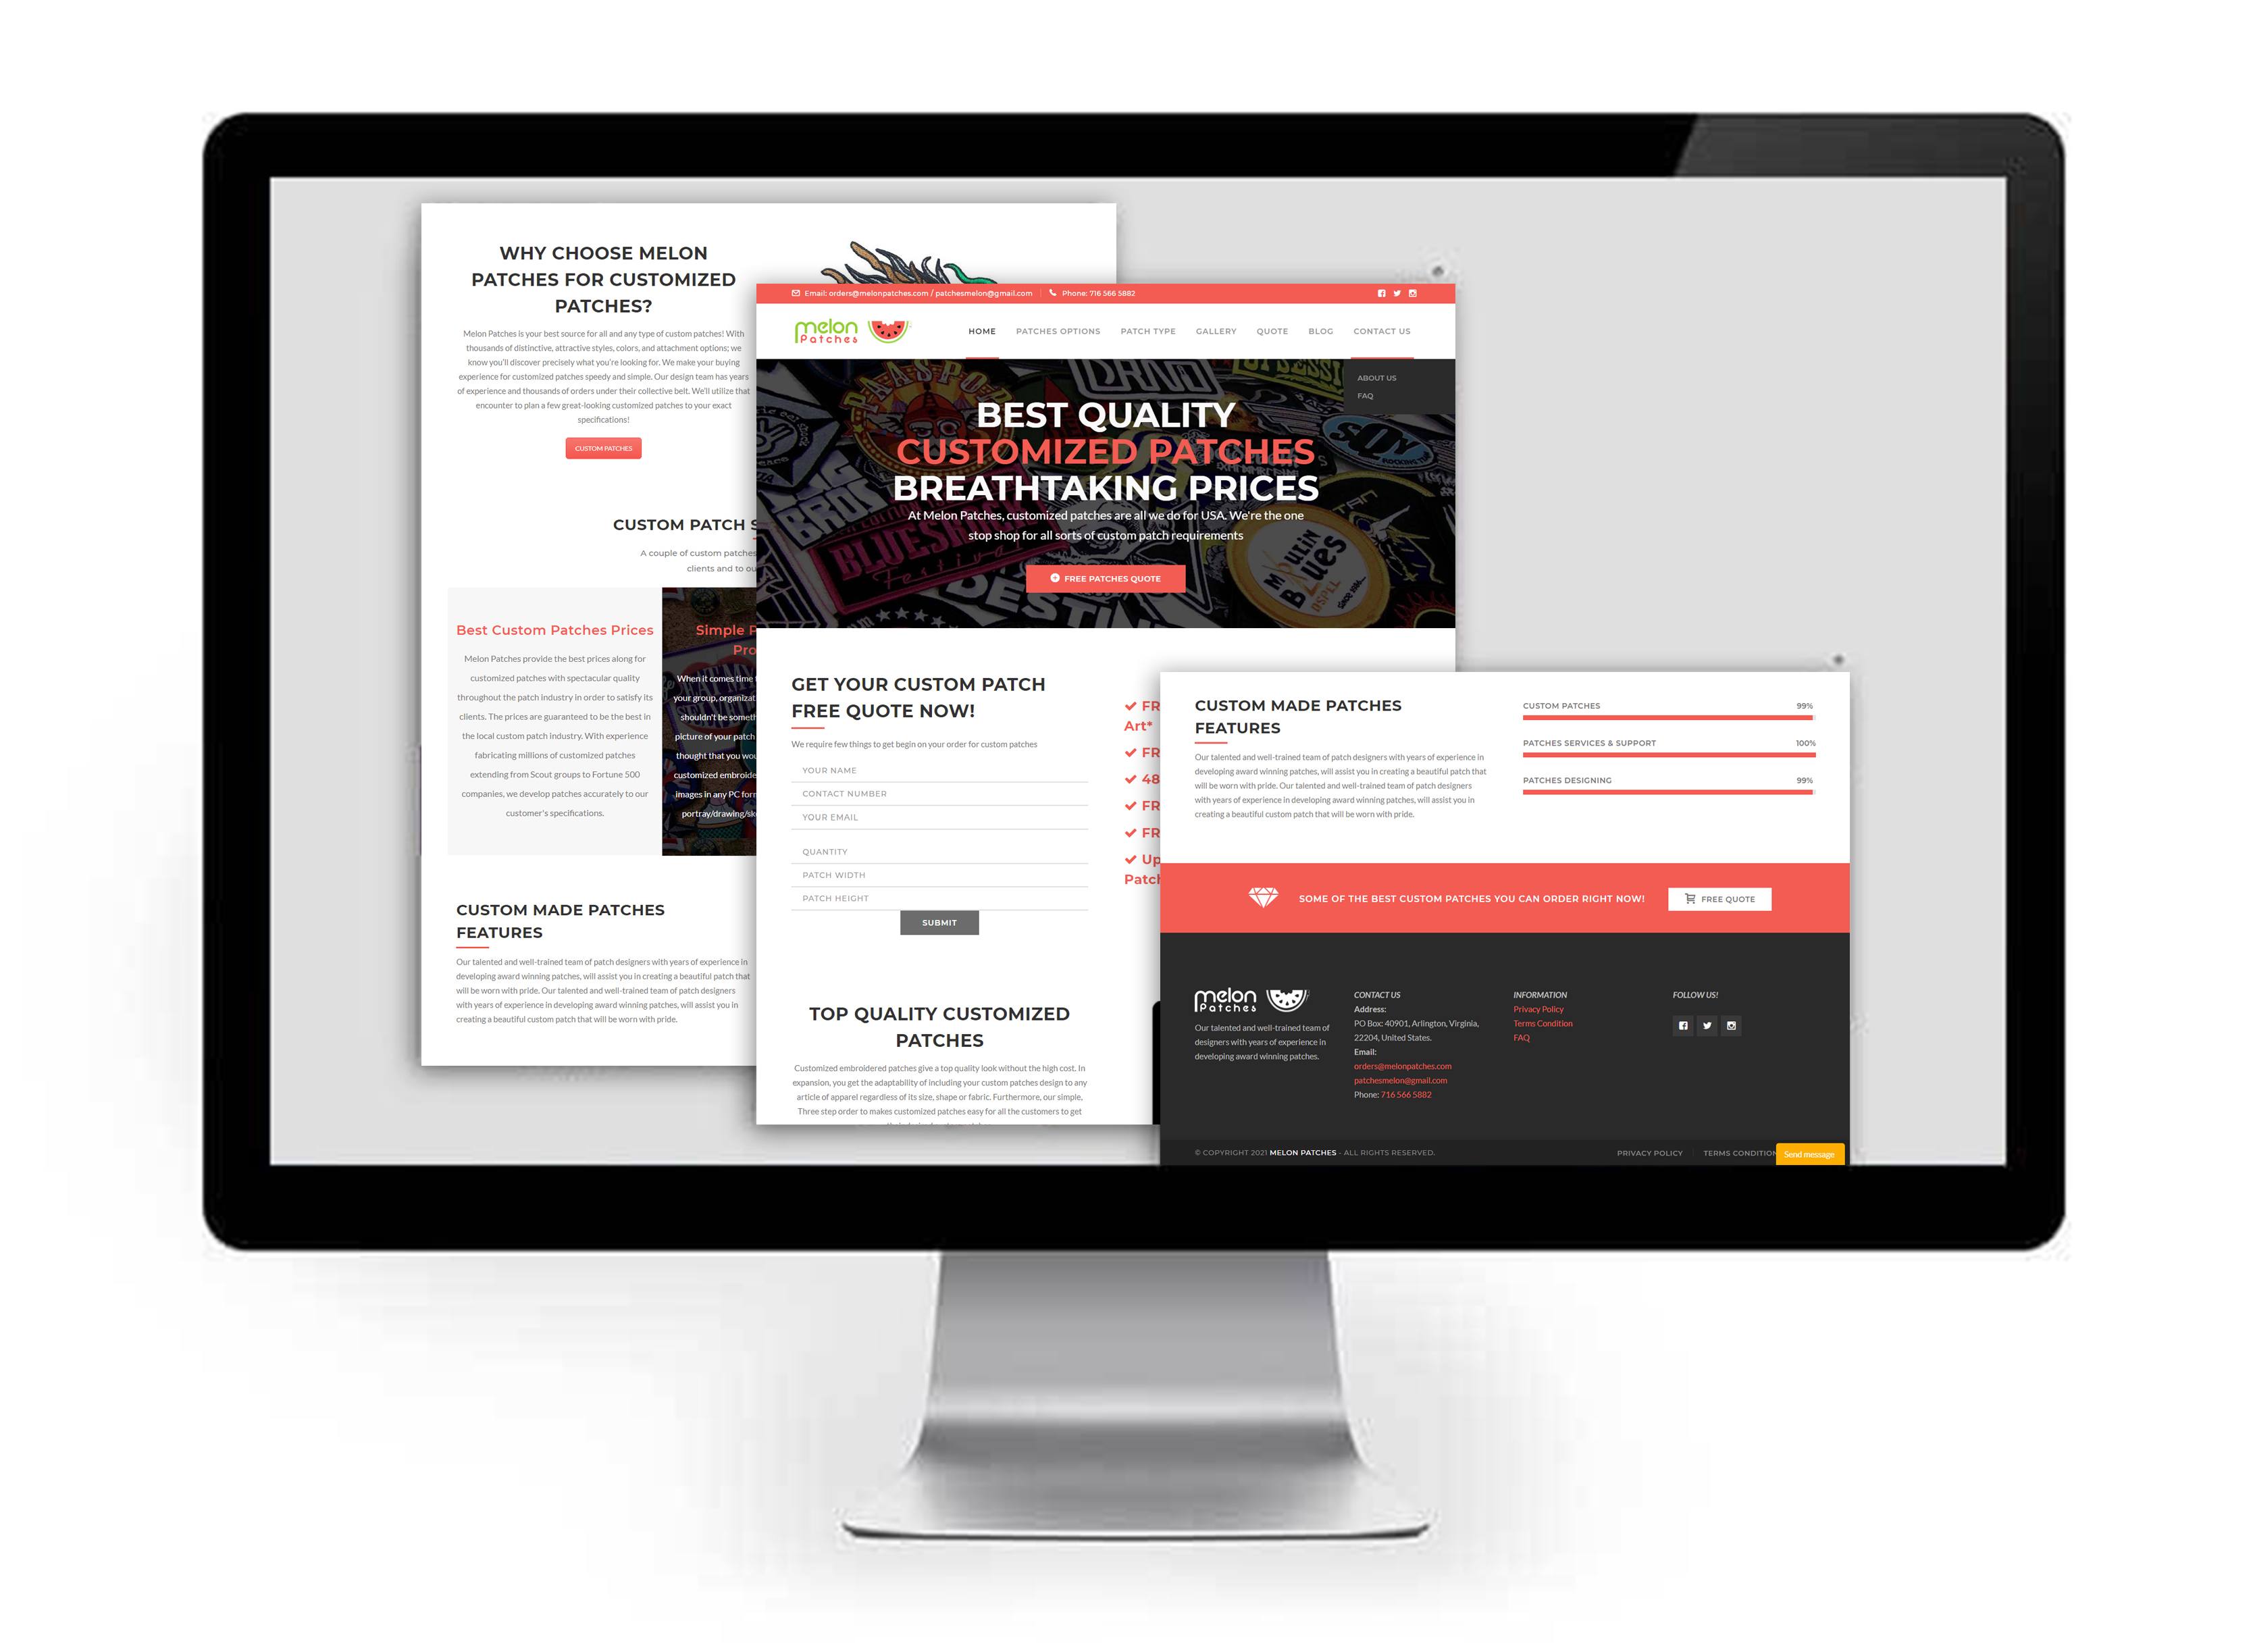 WHY CHOOSE MELON
PATCHES FOR CUSTOMIZED
PATCHES?
Melon Patches is your best source for all and any type of custom patches! With
thousands of distinctive, attractive styles, colors, and attachment options; we
know you'll discover precisely what you're looking for. We make your buying
experience for customized patches speedy and simple. Our design team has years
of experience and thousands of orders under their collective belt. We'll utilize that
encounter to plan a few great-looking customized patches to your exact
specifications!
CUSTOM PATCHES
CUSTOM PATCH S
A couple of custom patches
clients and to ou
Best Custom Patches Prices
Melon Patches provide the best prices along for
customized patches with spectacular quality
throughout the patch industry in order to satisfy its
clients. The prices are guaranteed to be the best in
the local custom patch industry. With experience
fabricating millions of customized patches
extending from Scout groups to Fortune 500
companies, we develop patches accurately to our
customer's specifications.
Simple P
Pro
When it comes time
your group, organizat
shouldn't be someth
picture of your patch
thought that you wou
customized embroide
images in any PC form
portray/drawing/sk
CUSTOM MADE PATCHES
FEATURES
Our talented and well-trained team of patch designers with years of experience in
developing award winning patches, will assist you in creating a beautiful patch that
will be worn with pride. Our talented and well-trained team of patch designers
with years of experience in developing award winning patches, will assist you in
creating a beautiful custom patch that will be worn with pride.
Email: orders@melonpatches.com / patchesmelon@gmail.com Phone: 716 566 5882
melon
Patches
HOME PATCHES OPTIONS PATCH TYPE GALLERY QUOTE BLOG CONTACT US
ABOUT US
FAQ
BEST QUALITY
CUSTOMIZED PATCHES
BREATHTAKING PRICES
At Melon Patches, customized patches are all we do for USA. We're the one
stop shop for all sorts of custom patch requirements
FREE PATCHES QUOTE
BLUES
Festival
DESTIN
MOULIN
BLUES
OSPEL
GET YOUR CUSTOM PATCH
FREE QUOTE NOW!
We require few things to get begin on your order for custom patches
YOUR NAME
CONTACT NUMBER
YOUR EMAIL
QUANTITY
PATCH WIDTH
PATCH HEIGHT
SUBMIT
FR
Art*
FR
48
FR
FR
Up
Patch
TOP QUALITY CUSTOMIZED
PATCHES
Customized embroidered patches give a top quality look without the high cost. In
expansion, you get the adaptability of including your custom patches design to any
article of apparel regardless of its size, shape or fabric. Furthermore, our simple,
Three step order to makes customized patches easy for all the customers to get
CUSTOM MADE PATCHES
FEATURES
Our talented and well-trained team of patch designers with years of experience in
developing award winning patches, will assist you in creating a beautiful patch that
will be worn with pride. Our talented and well-trained team of patch designers
with years of experience in developing award winning patches, will assist you in
creating a beautiful custom patch that will be worn with pride.
CUSTOM PATCHES 99%
PATCHES SERVICES & SUPPORT 100%
PATCHES DESIGNING 99%
SOME OF THE BEST CUSTOM PATCHES YOU CAN ORDER RIGHT NOW!
FREE QUOTE
melon
Patches
Our talented and well-trained team of
designers with years of experience in
developing award winning patches.
CONTACT US
Address:
PO Box: 40901, Arlington, Virginia,
22204, United States.
Email:
orders@melonpatches.com
patchesmelon@gmail.com
Phone: 716 566 5882
INFORMATION
Privacy Policy
Terms Condition
FAQ
FOLLOW US!
© COPYRIGHT 2021 MELON PATCHES - ALL RIGHTS RESERVED.
PRIVACY POLICY TERMS CONDITION
Send message